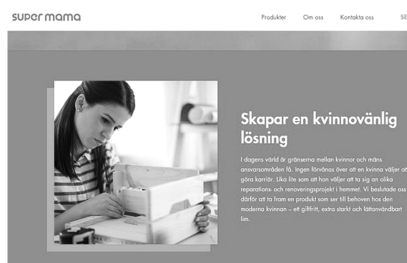 super mama
Produkter Om oss Kontakta oss SE
Skapar en kvinnovänlig
lösning
I dagens värld är gränserna mellan kvinnor och mäns
ansvarsområden få. Ingen förvånas över att en kvinna väljer att
göra karriär. Lika lite som att hon väljer att ta sig an olika
reparations- och renoveringsprojekt i hemmet. Vi beslutade oss
därför att ta fram en produkt som ser till behoven hos den
moderna kvinnan – ett giftfritt, extra starkt och lättanvändbart
lim.